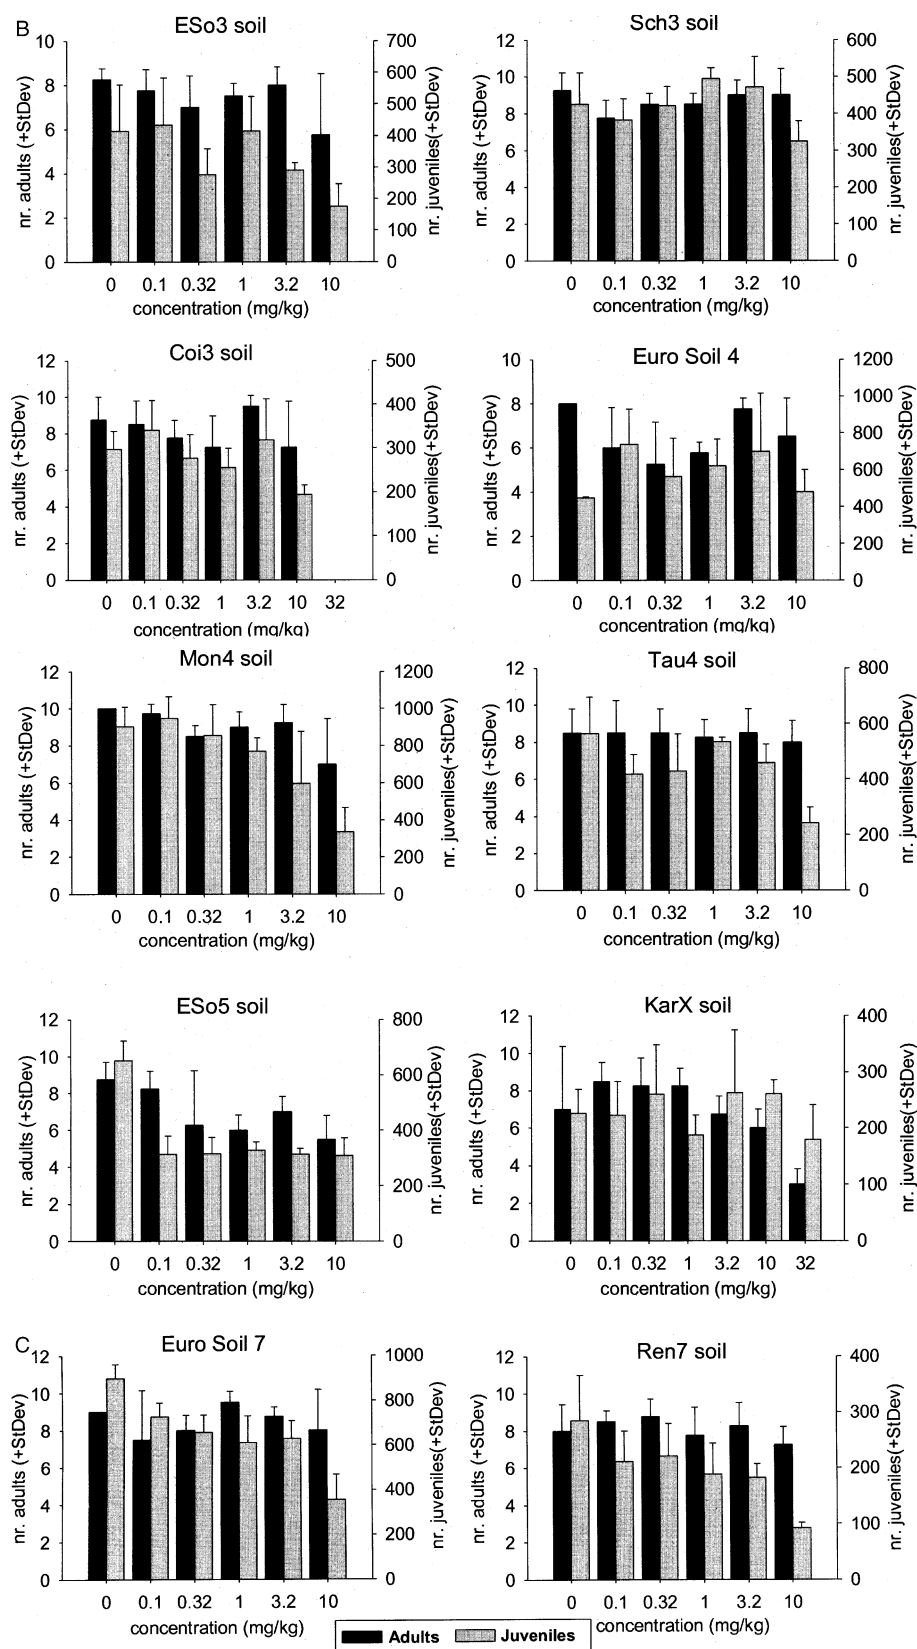 B
ESo3 soil
nr. adults (+StDev)
10
8
6
4
2
0
700
600
500
400
300
200
100
0
nr. juveniles(+StDev)
0 0.1 0.32 1 3.2 10
concentration (mg/kg)
Sch3 soil
nr. adults (+StDev)
12
10
8
6
4
2
0
600
500
400
300
200
100
0
nr. juveniles(+StDev)
0 0.1 0.32 1 3.2 10
concentration (mg/kg)
Coi3 soil
nr. adults (+StDev)
12
10
8
6
4
2
0
500
400
300
200
100
0
nr. juveniles(+StDev)
0 0.1 0.32 1 3.2 10 32
concentration (mg/kg)
Euro Soil 4
nr. adults (+StDev)
10
8
6
4
2
0
1200
1000
800
600
400
200
0
nr. juveniles(+StDev)
0 0.1 0.32 1 3.2 10
concentration (mg/kg)
Mon4 soil
nr. adults (+StDev)
12
10
8
6
4
2
0
1200
1000
800
600
400
200
0
nr. juveniles(+StDev)
0 0.1 0.32 1 3.2 10
concentration (mg/kg)
Tau4 soil
nr. adults (+StDev)
12
10
8
6
4
2
0
800
600
400
200
0
nr. juveniles(+StDev)
0 0.1 0.32 1 3.2 10
concentration (mg/kg)
ESo5 soil
nr. adults (+StDev)
12
10
8
6
4
2
0
800
600
400
200
0
nr. juveniles(+StDev)
0 0.1 0.32 1 3.2 10
concentration (mg/kg)
KarX soil
nr. adults (+StDev)
12
10
8
6
4
2
0
400
300
200
100
0
nr. juveniles(+StDev)
0 0.1 0.32 1 3.2 10 32
concentration (mg/kg)
C
Euro Soil 7
nr. adults (+StDev)
12
10
8
6
4
2
0
1000
800
600
400
200
0
nr. juveniles(+StDev)
0 0.1 0.32 1 3.2 10
concentration (mg/kg)
Ren7 soil
nr. adults (+StDev)
12
10
8
6
4
2
0
400
300
200
100
0
nr. juveniles(+StDev)
0 0.1 0.32 1 3.2 10
concentration (mg/kg)
Adults Juveniles